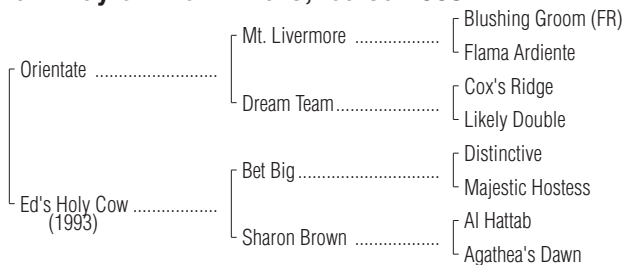 Blushing Groom (FR)
Mt. Livermore ....................
Flama Ardiente
Orientate .............................
Cox's Ridge
Dream Team.........................
Likely Double
Distinctive
Bet Big..................................
Majestic Hostess
Ed's Holy Cow ....................
(1993)
Al Hattab
Sharon Brown ....................
Agathea's Dawn